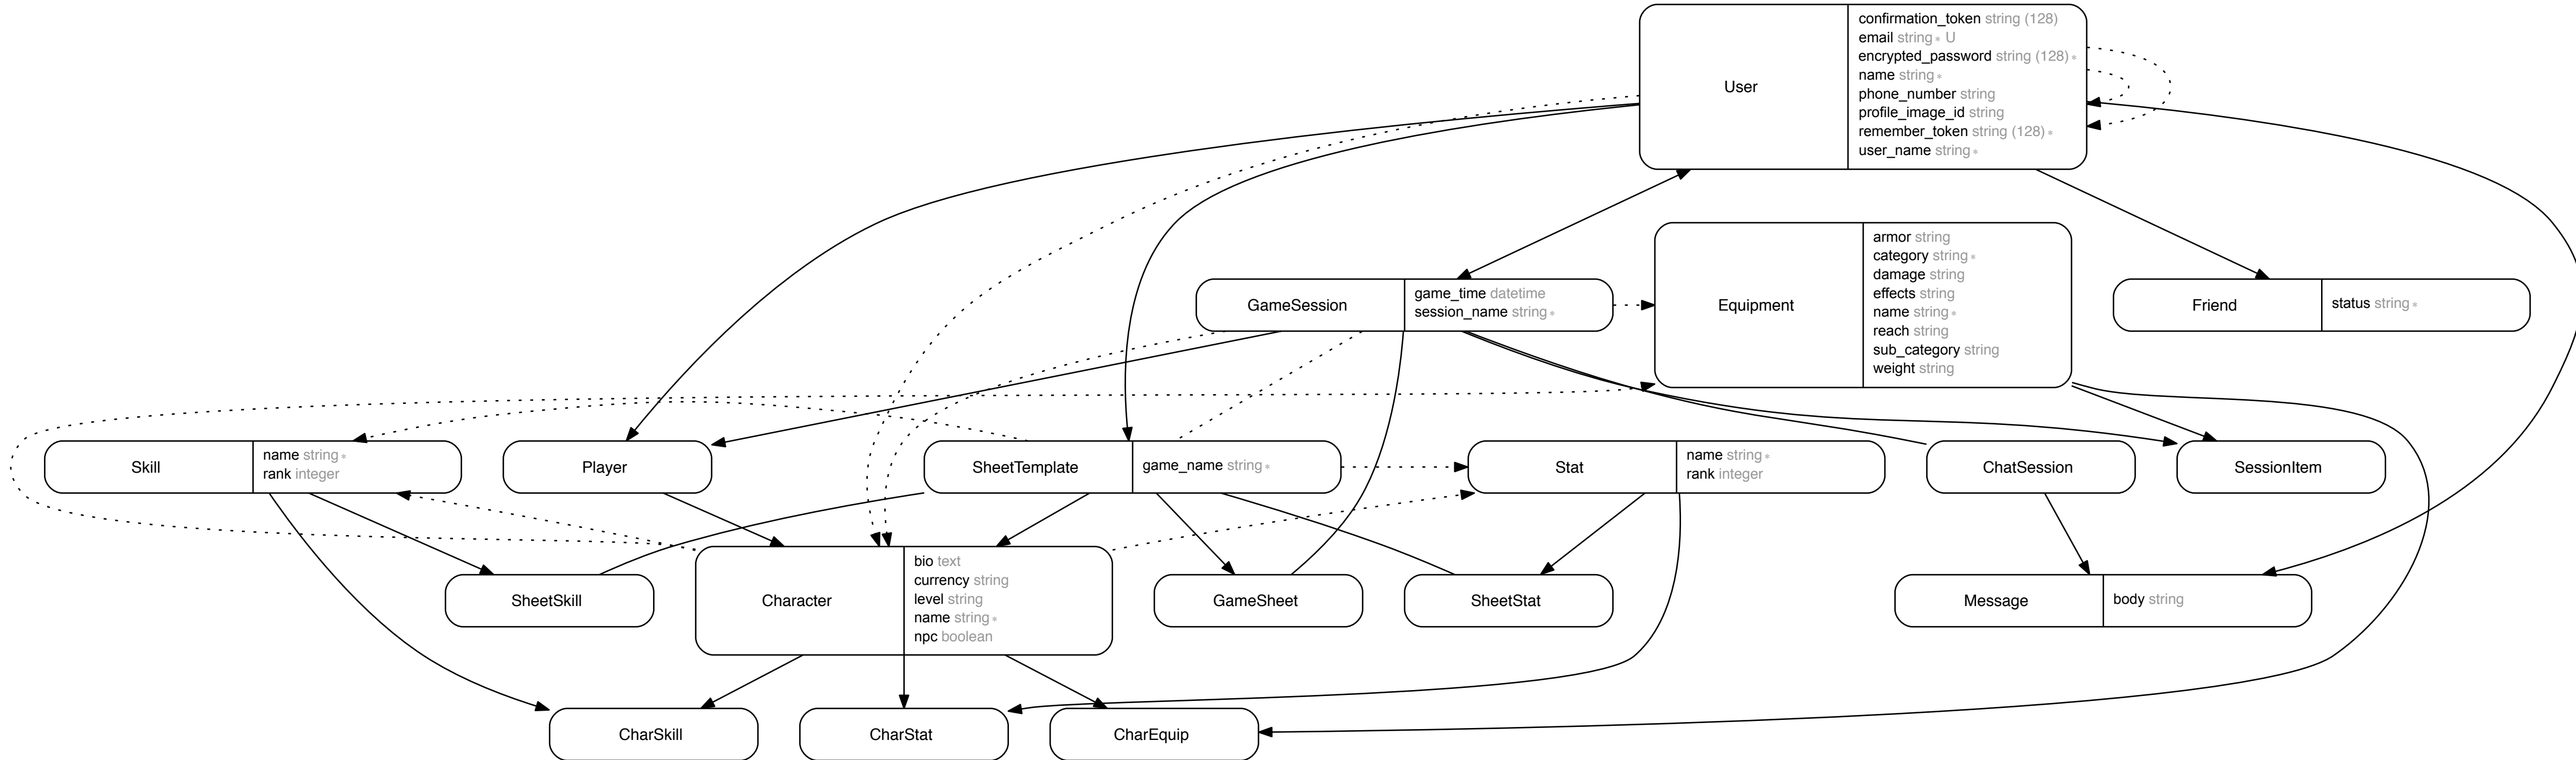 User
confirmation_token string (128)
email string∗ U
encrypted_password string (128)∗
name string∗
phone_number string
profile_image_id string
remember_token string (128)∗
user_name string∗
GameSession
game_time datetime
session_name string∗
Equipment
armor string
category string∗
damage string
effects string
name string∗
reach string
sub_category string
weight string
Friend
status string∗
Skill
name string∗
rank integer
Player
SheetTemplate
game_name string∗
Stat
name string∗
rank integer
ChatSession
SessionItem
SheetSkill
Character
bio text
currency string
level string
name string∗
npc boolean
GameSheet
SheetStat
Message
body string
CharSkill
CharStat
CharEquip